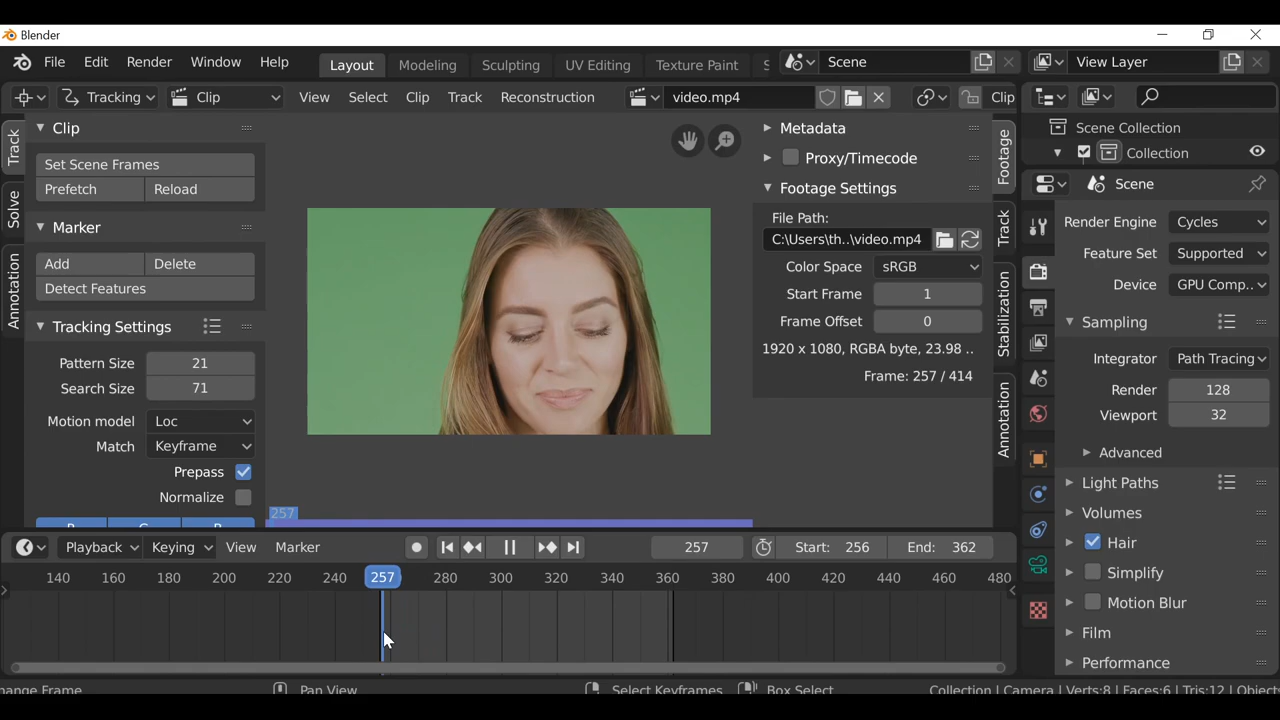 Blender
File Edit Render Window Help Layout Modeling Sculpting UV Editing Texture Paint Scene View Layer
Tracking Clip View Select Clip Track Reconstruction video.mp4 Clip
Scene Collection
Collection
Scene
Track
Solve
Annotation
Clip
Set Scene Frames
Prefetch Reload
Marker
Add Delete
Detect Features
Tracking Settings
Pattern Size 21
Search Size 71
Motion model Loc
Match Keyframe
Prepass
Normalize
257
Metadata
Proxy/Timecode
Footage Settings
File Path:
C:\Users\th..\video.mp4
Color Space sRGB
Start Frame 1
Frame Offset 0
1920 x 1080, RGBA byte, 23.98 ..
Frame: 257 / 414
Footage
Track
Stabilization
Annotation
Render Engine Cycles
Feature Set Supported
Device GPU Comp..
Sampling
Integrator Path Tracing
Render 128
Viewport 32
Advanced
Light Paths
Volumes
Hair
Simplify
Motion Blur
Film
Performance
Playback Keying View Marker 257 Start: 256 End: 362
140 160 180 200 220 240 257 280 300 320 340 360 380 400 420 440 460 480
hange Frame Pan View Select Keyframes Box Select Collection | Camera | Verts:8 | Faces:6 | Tris:12 | Object